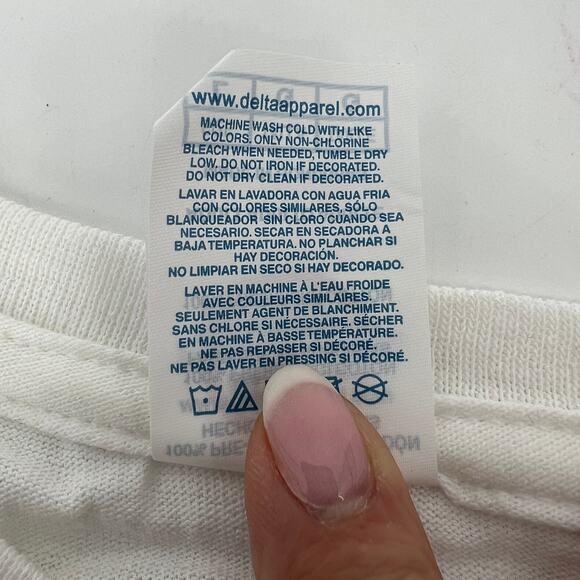 www.deltaapparel.com
MACHINE WASH COLD WITH LIKE
COLORS. ONLY NON-CHLORINE
BLEACH WHEN NEEDED, TUMBLE DRY
LOW. DO NOT IRON IF DECORATED.
DO NOT DRY CLEAN IF DECORATED.
LAVAR EN LAVADORA CON AGUA FRIA
CON COLORES SIMILARES, SÓLO
BLANQUEADOR SIN CLORO CUANDO SEA
NECESARIO. SECAR EN SECADORA A
BAJA TEMPERATURA. NO PLANCHAR SI
HAY DECORACIÓN.
NO LIMPIAR EN SECO SI HAY DECORADO.
LAVER EN MACHINE À L'EAU FROIDE
AVEC COULEURS SIMILAIRES.
SEULEMENT AGENT DE BLANCHIMENT.
SANS CHLORE SI NÉCESSAIRE. SÉCHER
EN MACHINE À BASSE TEMPÉRATURE.
NE PAS REPASSER SI DÉCORÉ.
NE PAS LAVER EN PRESSING SI DÉCORÉ.
HECHO
100% PRE